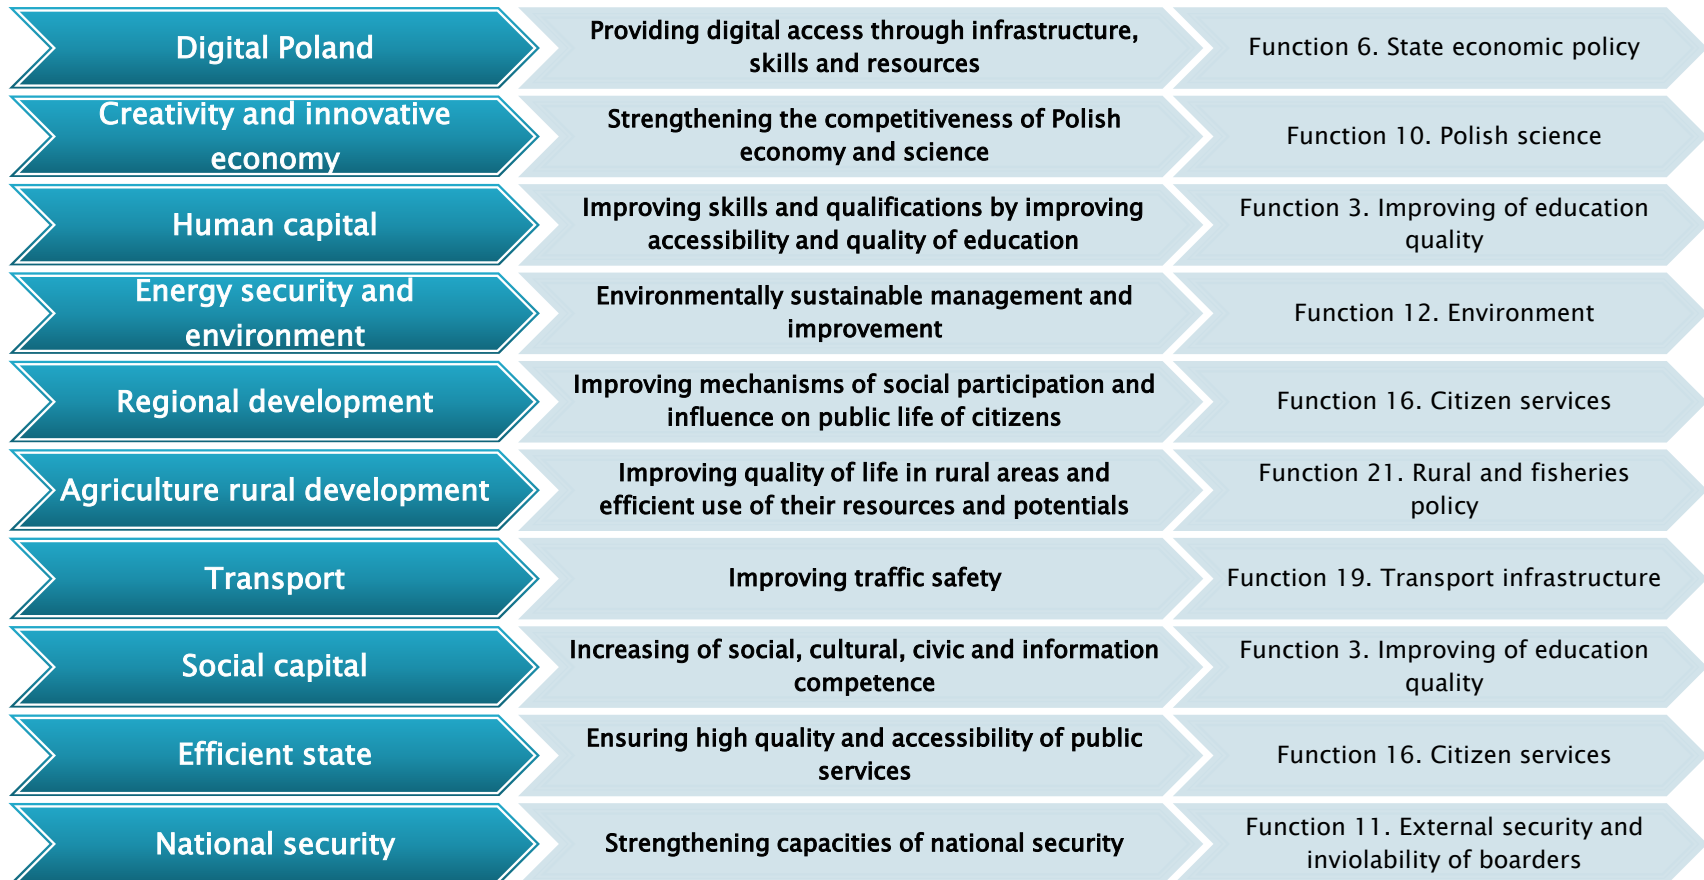 Digital Poland
Providing digital access through infrastructure,
skills and resources
Function 6. State economic policy
Creativity and innovative
economy
Strengthening the competitiveness of Polish
economy and science
Function 10. Polish science
Human capital
Improving skills and qualifications by improving
accessibility and quality of education
Function 3. Improving of education
quality
Energy security and
environment
Environmentally sustainable management and
improvement
Function 12. Environment
Regional development
Improving mechanisms of social participation and
influence on public life of citizens
Function 16. Citizen services
Agriculture rural development
Improving quality of life in rural areas and
efficient use of their resources and potentials
Function 21. Rural and fisheries
policy
Transport
Improving traffic safety
Function 19. Transport infrastructure
Social capital
Increasing of social, cultural, civic and information
competence
Function 3. Improving of education
quality
Efficient state
Ensuring high quality and accessibility of public
services
Function 16. Citizen services
National security
Strengthening capacities of national security
Function 11. External security and
inviolability of boarders